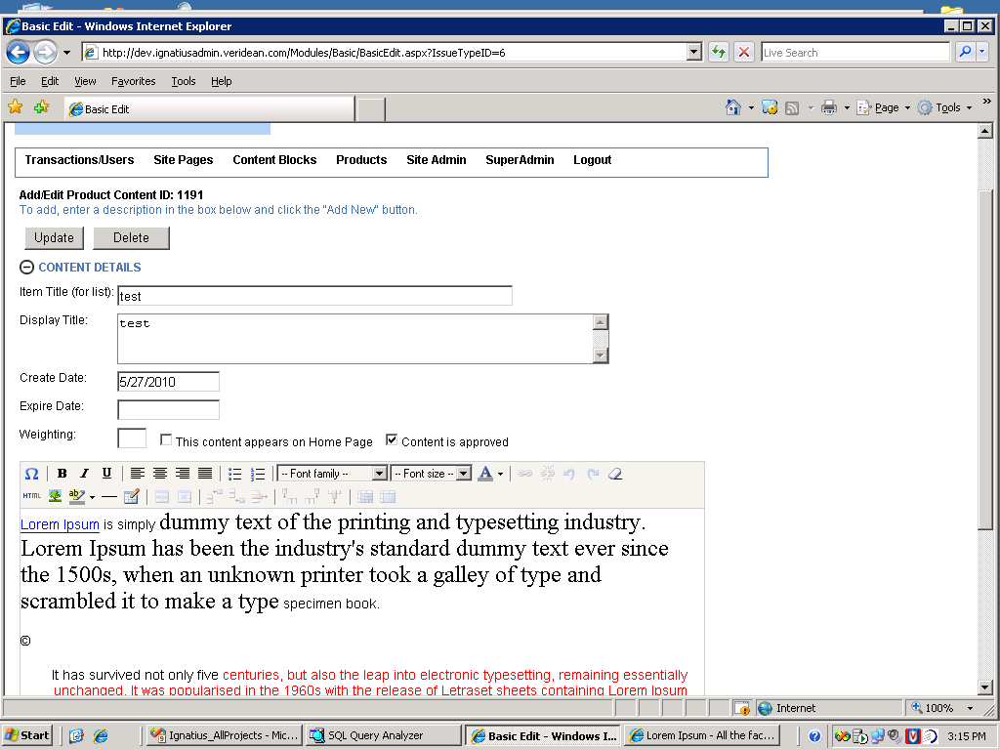 Basic Edit - Windows Internet Explorer
http://dev.ignatiusadmin.veridean.com/Modules/Basic/BasicEdit.aspx?IssueTypeID=6
Live Search
File Edit View Favorites Tools Help
Basic Edit
Page Tools »
Transactions/Users Site Pages Content Blocks Products Site Admin SuperAdmin Logout
Add/Edit Product Content ID: 1191
To add, enter a description in the box below and click the "Add New" button.
Update Delete
CONTENT DETAILS
Item Title (for list): test
Display Title: test
Create Date: 5/27/2010
Expire Date:
Weighting: This content appears on Home Page Content is approved
Ω B I U -- Font family -- -- Font size -- A
HTML ab
Lorem Ipsum is simply dummy text of the printing and typesetting industry.
Lorem Ipsum has been the industry's standard dummy text ever since
the 1500s, when an unknown printer took a galley of type and
scrambled it to make a type specimen book.
©
It has survived not only five centuries, but also the leap into electronic typesetting, remaining essentially
unchanged. It was popularised in the 1960s with the release of Letraset sheets containing Lorem Ipsum
Internet 100%
Start Ignatius_AllProjects - Mic... SQL Query Analyzer Basic Edit - Windows I... Lorem Ipsum - All the fac... 3:15 PM